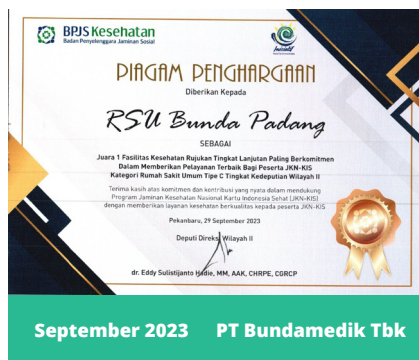 BPJS Kesehatan
Badan Penyelenggara Jaminan Sosial
PIAGAM PENGHARGAAN
Diberikan Kepada
RSU Bunda Padang
SEBAGAI
Juara 1 Fasilitas Kesehatan Rujukan Tingkat Lanjutan Paling Berkomitmen
Dalam Memberikan Pelayanan Terbaik Bagi Peserta JKN-KIS
Kategori Rumah Sakit Umum Tipe C Tingkat Kedeputian Wilayah II
Terima kasih atas komitmen dan kontribusi yang nyata dalam mendukung
Program Jaminan Kesehatan Nasional Kartu Indonesia Sehat (JKN-KIS)
dengan memberikan layanan kesehatan berkualitas kepada peserta JKN-KIS
Pekanbaru, 29 September 2023
Deputi Direksi Wilayah II
dr. Eddy Sulistijanto Hadie, MM, AAK, CHRPE, CGRCP
September 2023 PT Bundamedik Tbk